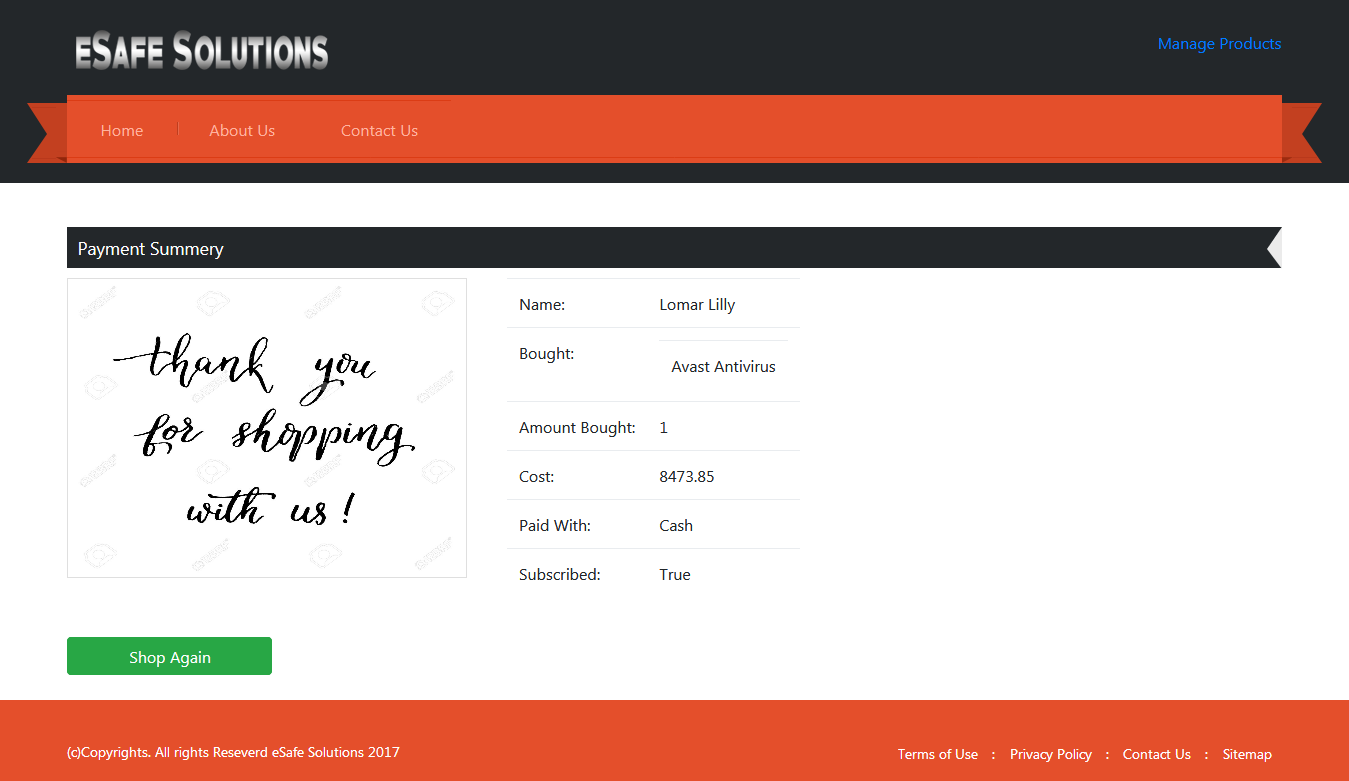 eSafe Solutions
Manage Products
Home
About Us
Contact Us
Payment Summery
thank you
for shopping
with us!
Name: Lomar Lilly
Bought: Avast Antivirus
Amount Bought: 1
Cost: 8473.85
Paid With: Cash
Subscribed: True
Shop Again
(c)Copyrights. All rights Reseverd eSafe Solutions 2017
Terms of Use : Privacy Policy : Contact Us : Sitemap